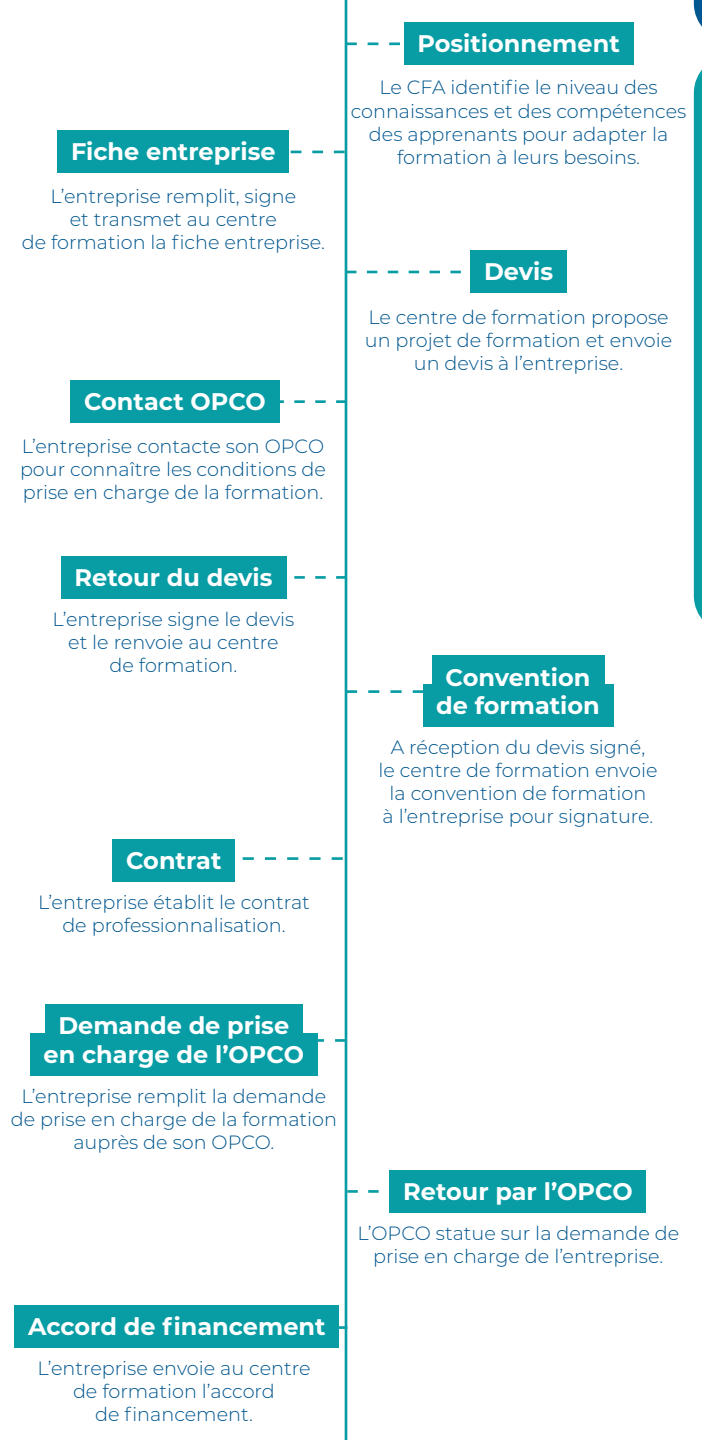 Positionnement
Le CFA identifie le niveau des
connaissances et des compétences
des apprenants pour adapter la
formation à leurs besoins.
Fiche entreprise
L'entreprise remplit, signe
et transmet au centre
de formation la fiche entreprise.
Devis
Le centre de formation propose
un projet de formation et envoie
un devis à l'entreprise.
Contact OPCO
L'entreprise contacte son OPCO
pour connaître les conditions de
prise en charge de la formation.
Retour du devis
L'entreprise signe le devis
et le renvoie au centre
de formation.
Convention
de formation
A réception du devis signé,
le centre de formation envoie
la convention de formation
à l'entreprise pour signature.
Contrat
L'entreprise établit le contrat
de professionnalisation.
Demande de prise
en charge de l'OPCO
L'entreprise remplit la demande
de prise en charge de la formation
auprès de son OPCO.
Retour par l'OPCO
L'OPCO statue sur la demande de
prise en charge de l'entreprise.
Accord de financement
L'entreprise envoie au centre
de formation l'accord
de financement.